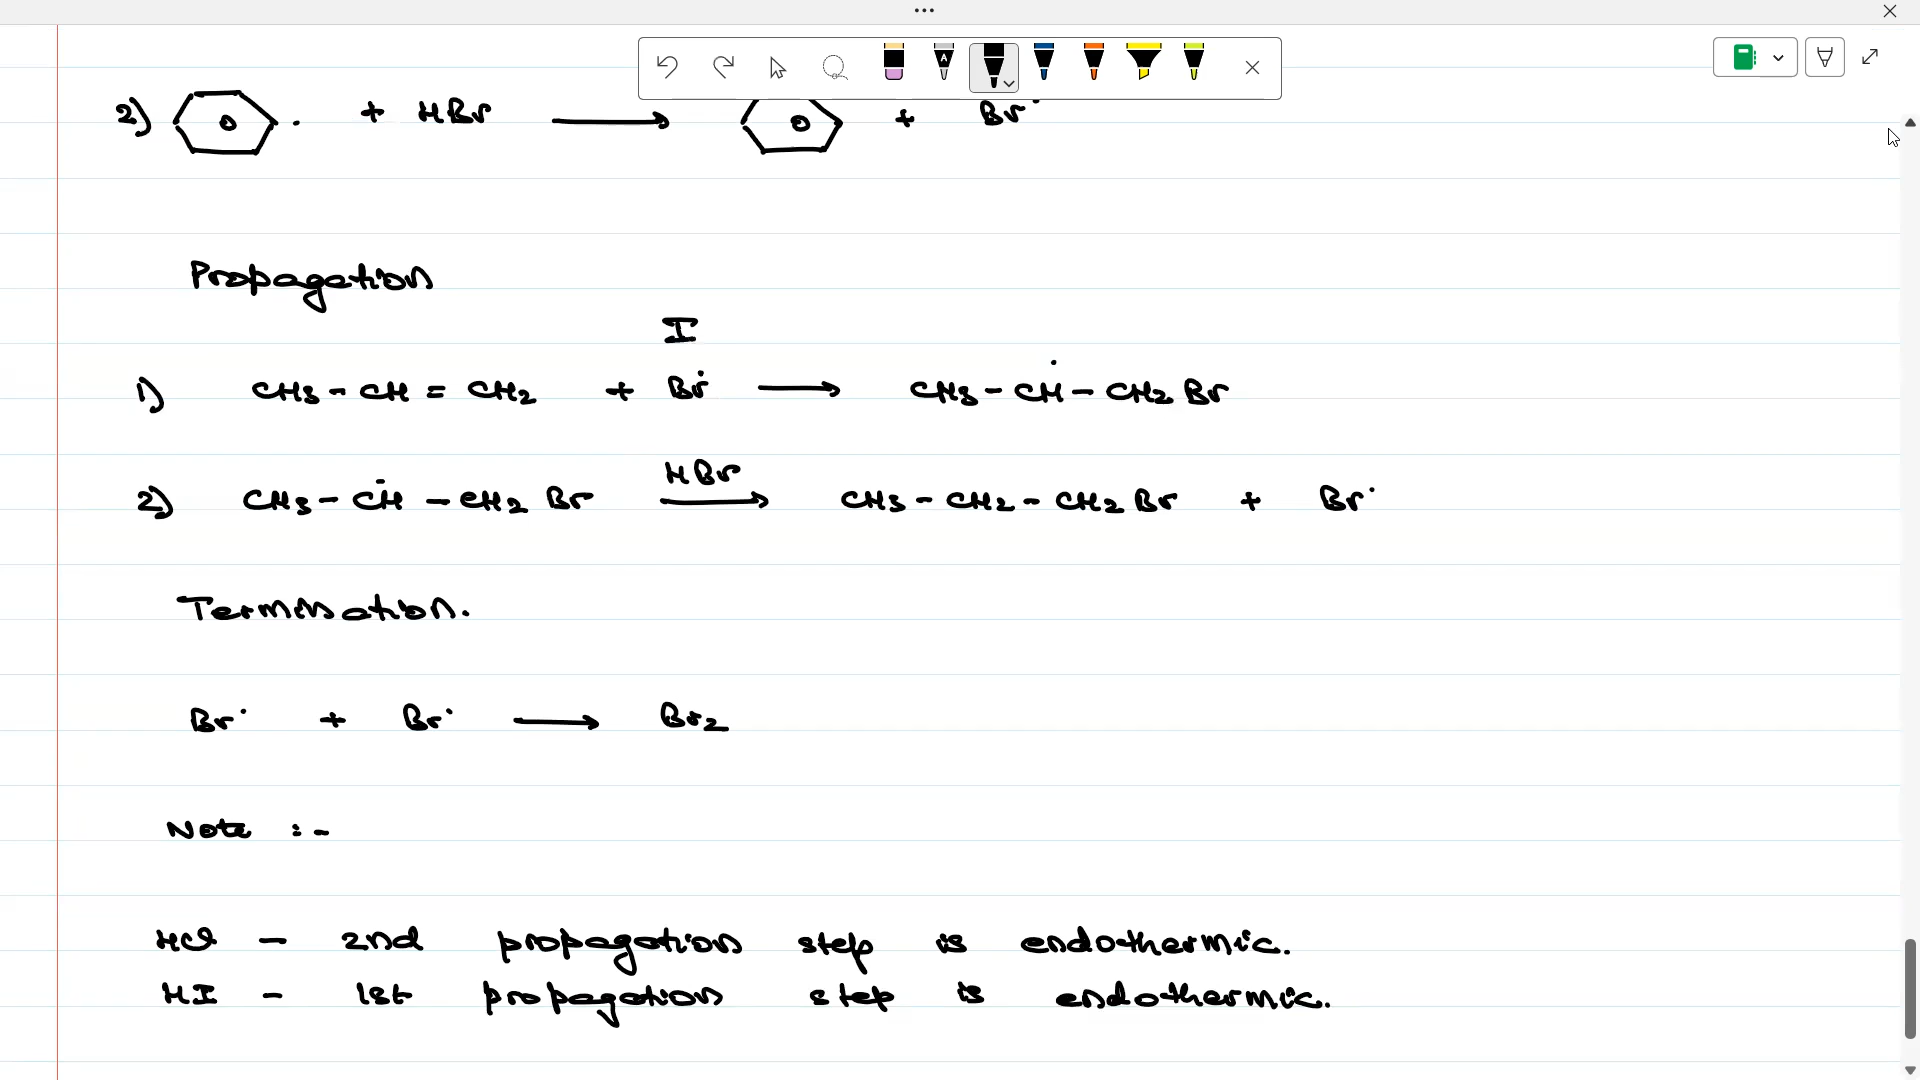 2) ⌬ . + HBr ⟶ ⌬ + Br˙
Propagation
I
1) CH3 - CH = CH2 + Br˙ ⟶ CH3 - ĊH - CH2 Br
HBr
2) CH3 - ĊH - CH2 Br ⟶ CH3 - CH2 - CH2 Br + Br˙
Termination.
Br˙ + Br˙ ⟶ Br2
Note :-
HCl - 2nd propagation step is endothermic.
HI - 1st propagation step is endothermic.